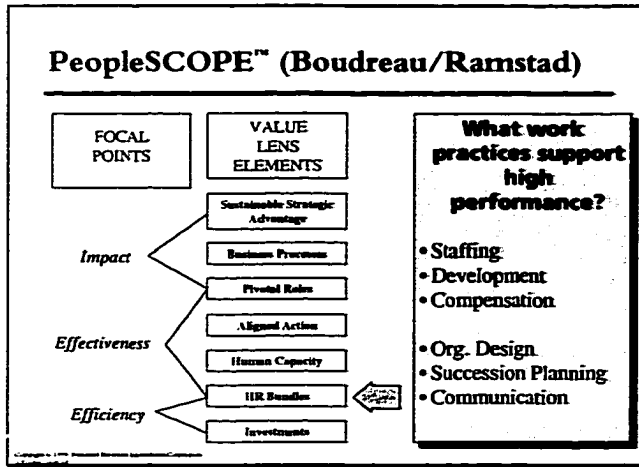 PeopleSCOPE™ (Boudreau/Ramstad)
FOCAL
POINTS
VALUE
LENS
ELEMENTS
Sustainable Strategic
Advantage
Impact
Business Processes
Pivotal Roles
Aligned Action
Effectiveness
Human Capacity
HR Bundles
Efficiency
Investments
What work
practices support
high
performance?
• Staffing
• Development
• Compensation
• Org. Design
• Succession Planning
• Communication